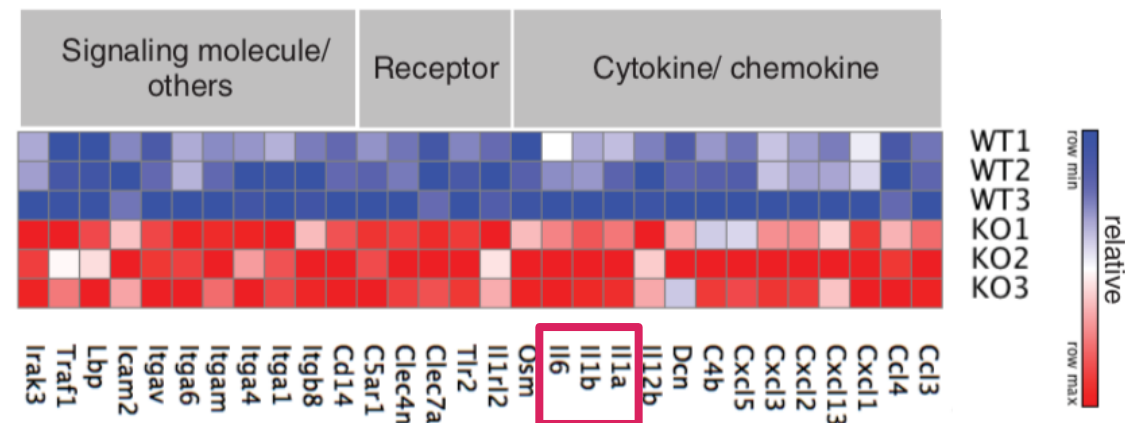 Signaling molecule/
others
Receptor
Cytokine/ chemokine
WT1
WT2
WT3
KO1
KO2
KO3
row min
relative
row max
Irak3
Traf1
Lbp
Icam2
Itgav
Itga6
Itgam
Itga4
Itga1
Itgb8
Cd14
C5ar1
Clec4n
Clec7a
Tlr2
Il1rl2
Osm
Il6
Il1b
Il1a
Il12b
Dcn
C4b
Cxcl5
Cxcl3
Cxcl2
Cxcl13
Cxcl1
Ccl4
Ccl3